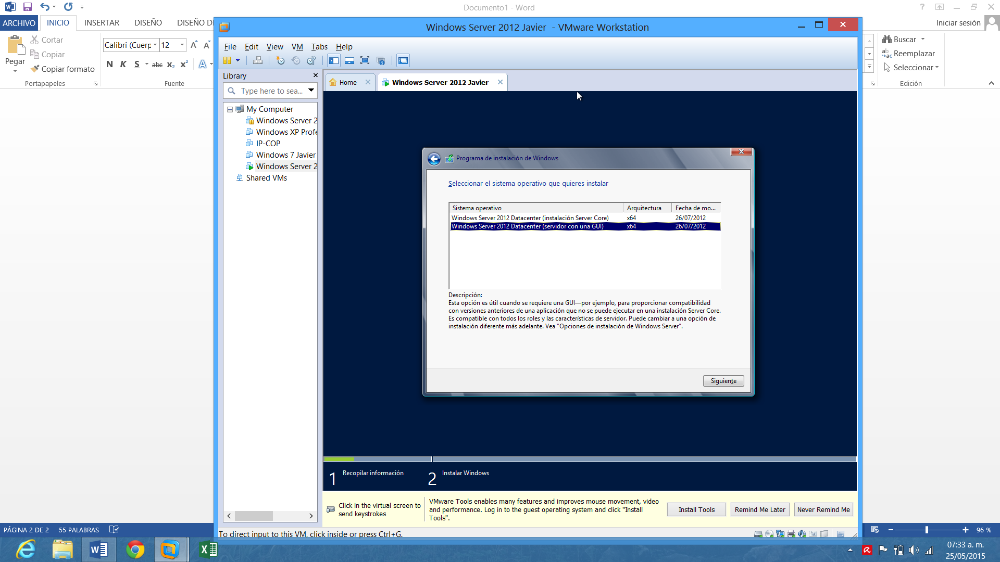 Documento1 - Word
ARCHIVO INICIO INSERTAR DISEÑO DISEÑO DE
Iniciar sesión
Pegar
Cortar
Copiar
Copiar formato
Portapapeles
Calibri (Cuerp 12
N K S abc x₂ x² A
Fuente
Buscar
Reemplazar
Seleccionar
Edición
Windows Server 2012 Javier - VMware Workstation
File Edit View VM Tabs Help
Library
Type here to sea...
My Computer
Windows Server 2
Windows XP Profe
IP-COP
Windows 7 Javier
Windows Server 2
Shared VMs
Home
Windows Server 2012 Javier
Programa de instalación de Windows
Seleccionar el sistema operativo que quieres instalar
Sistema operativo Arquitectura Fecha de mo...
Windows Server 2012 Datacenter (instalación Server Core) x64 26/07/2012
Windows Server 2012 Datacenter (servidor con una GUI) x64 26/07/2012
Descripción:
Esta opción es útil cuando se requiere una GUI—por ejemplo, para proporcionar compatibilidad
con versiones anteriores de una aplicación que no se puede ejecutar en una instalación Server Core.
Es compatible con todos los roles y las características de servidor. Puede cambiar a una opción de
instalación diferente más adelante. Vea "Opciones de instalación de Windows Server".
Siguiente
1 Recopilar información
2 Instalar Windows
Click in the virtual screen to
send keystrokes
VMware Tools enables many features and improves mouse movement, video
and performance. Log in to the guest operating system and click "Install
Tools".
Install Tools
Remind Me Later
Never Remind Me
To direct input to this VM, click inside or press Ctrl+G.
PÁGINA 2 DE 2 55 PALABRAS
96 %
07:33 a. m.
25/05/2015